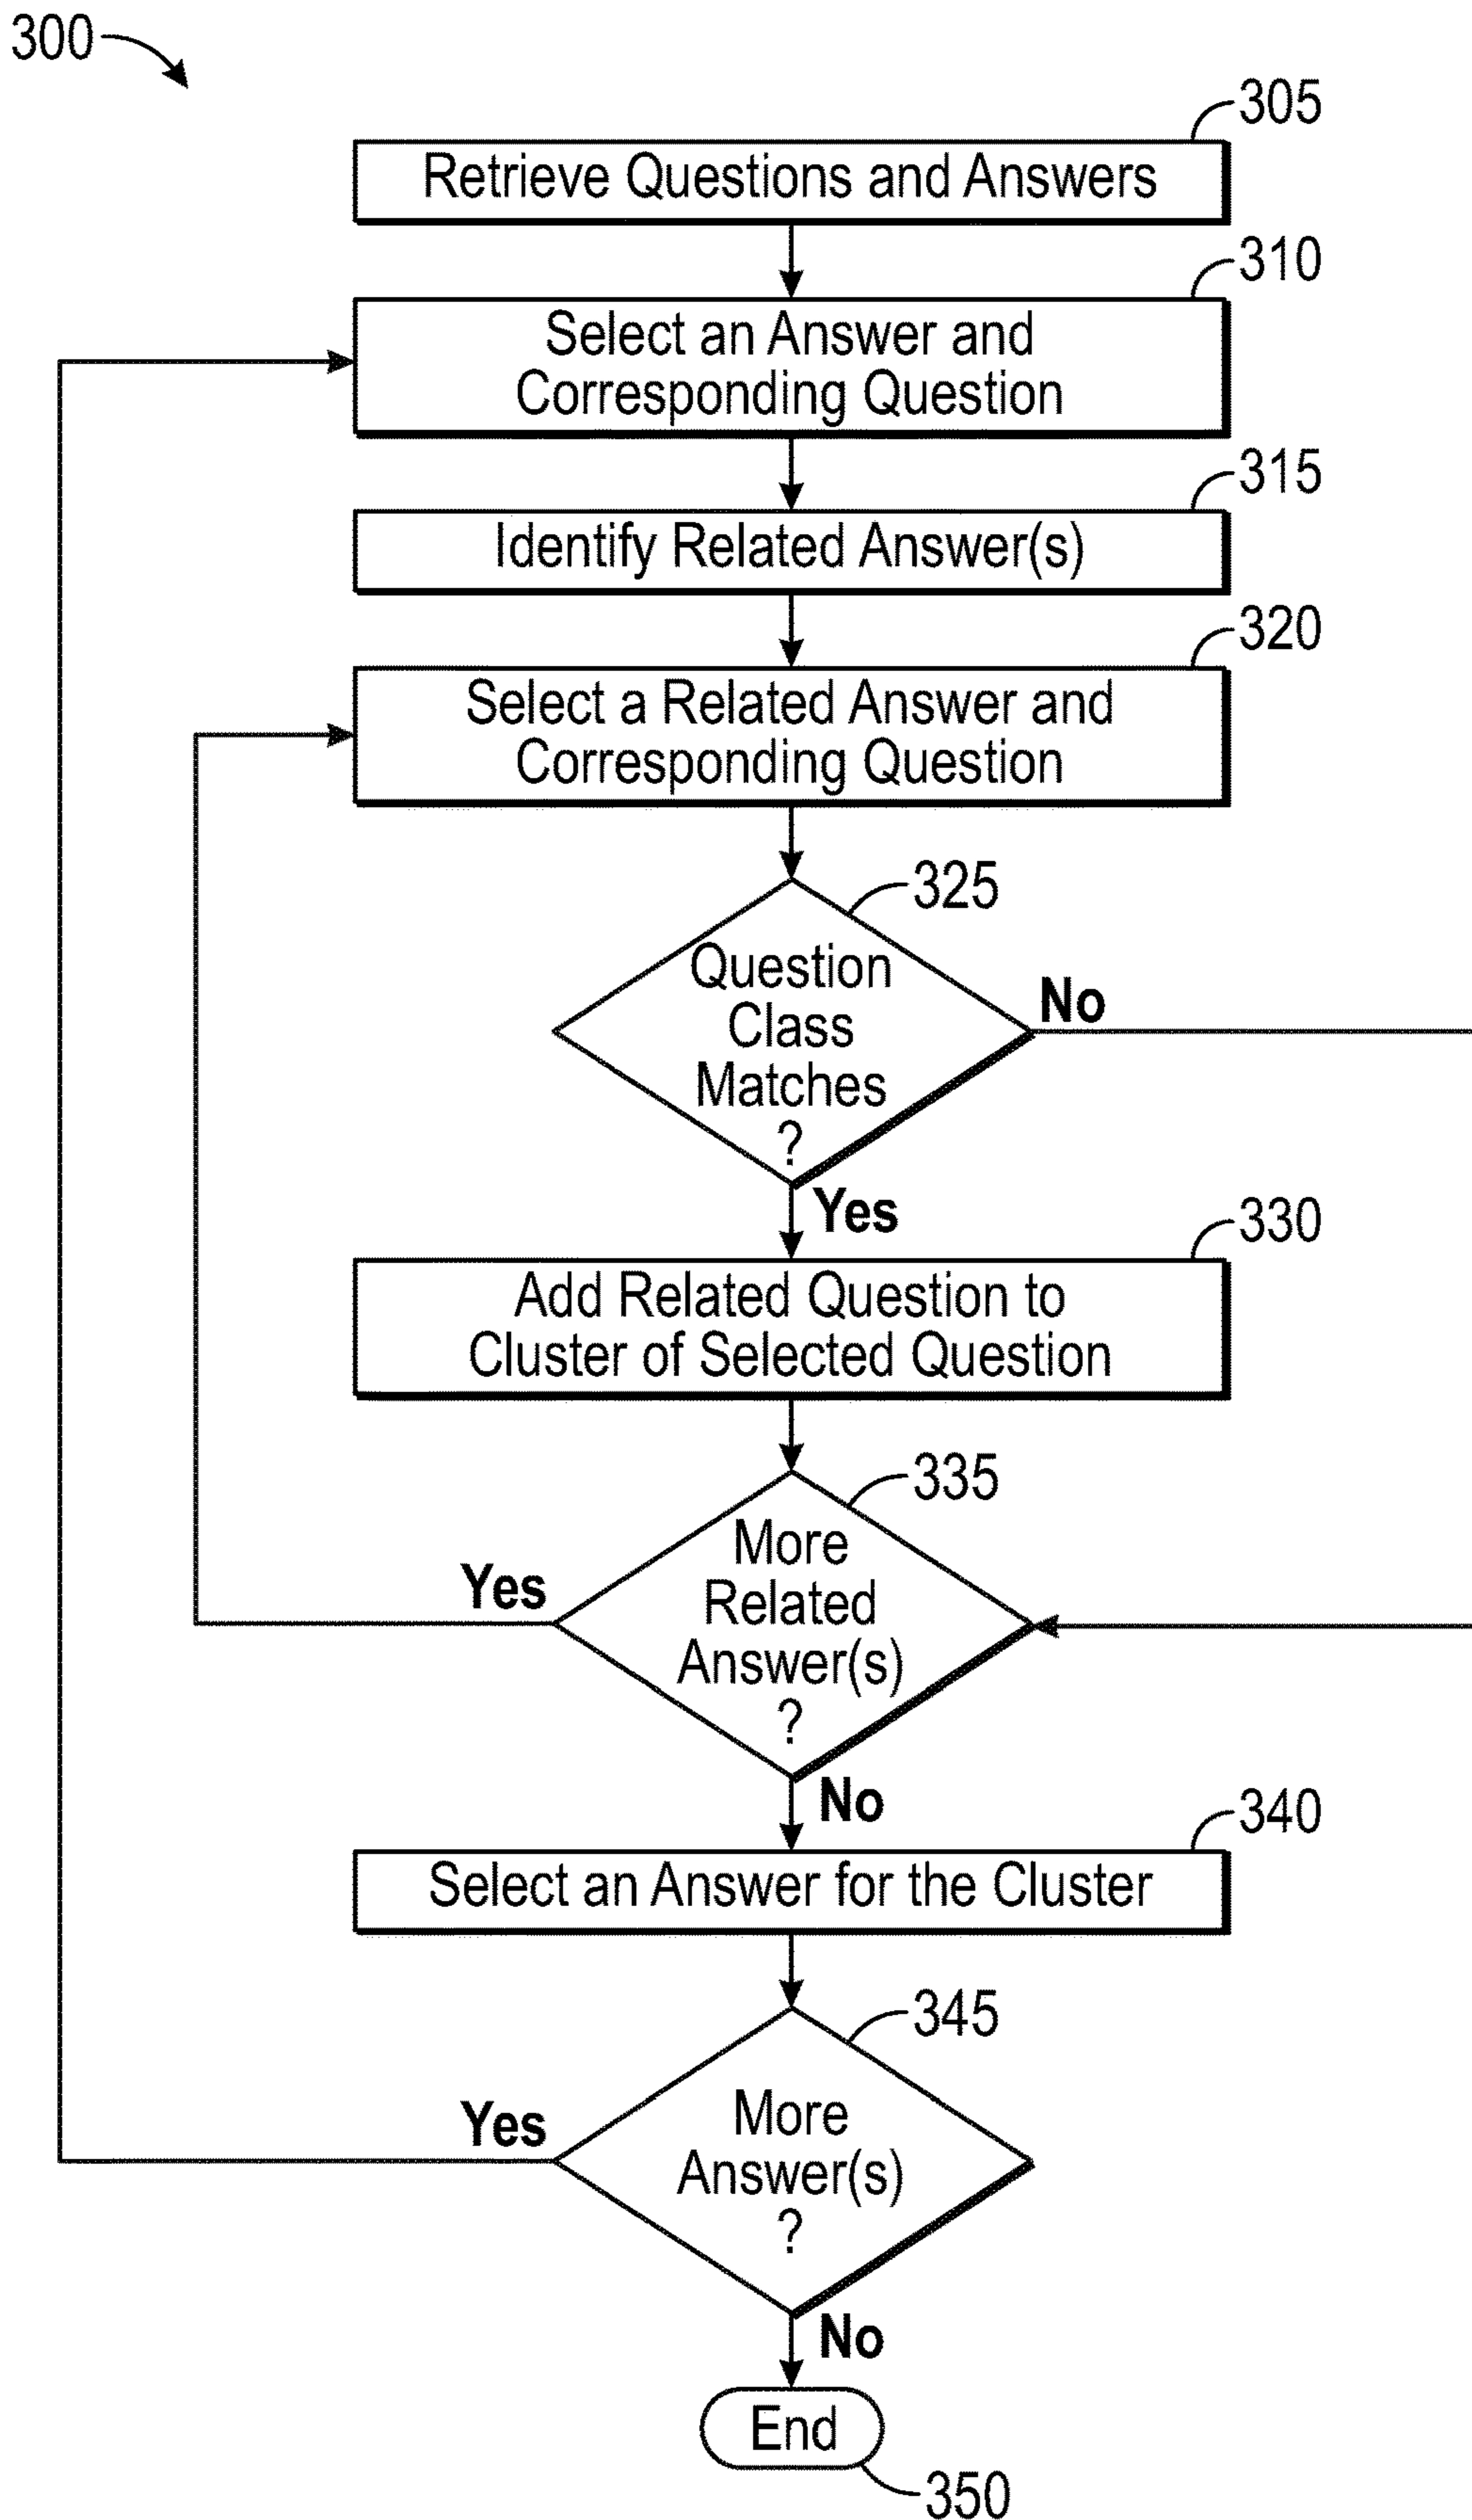 300
305
Retrieve Questions and Answers
310
Select an Answer and
Corresponding Question
315
Identify Related Answer(s)
320
Select a Related Answer and
Corresponding Question
325
Question
Class
Matches
?
No
Yes
330
Add Related Question to
Cluster of Selected Question
335
More
Related
Answer(s)
?
Yes
No
340
Select an Answer for the Cluster
345
More
Answer(s)
?
Yes
No
End
350